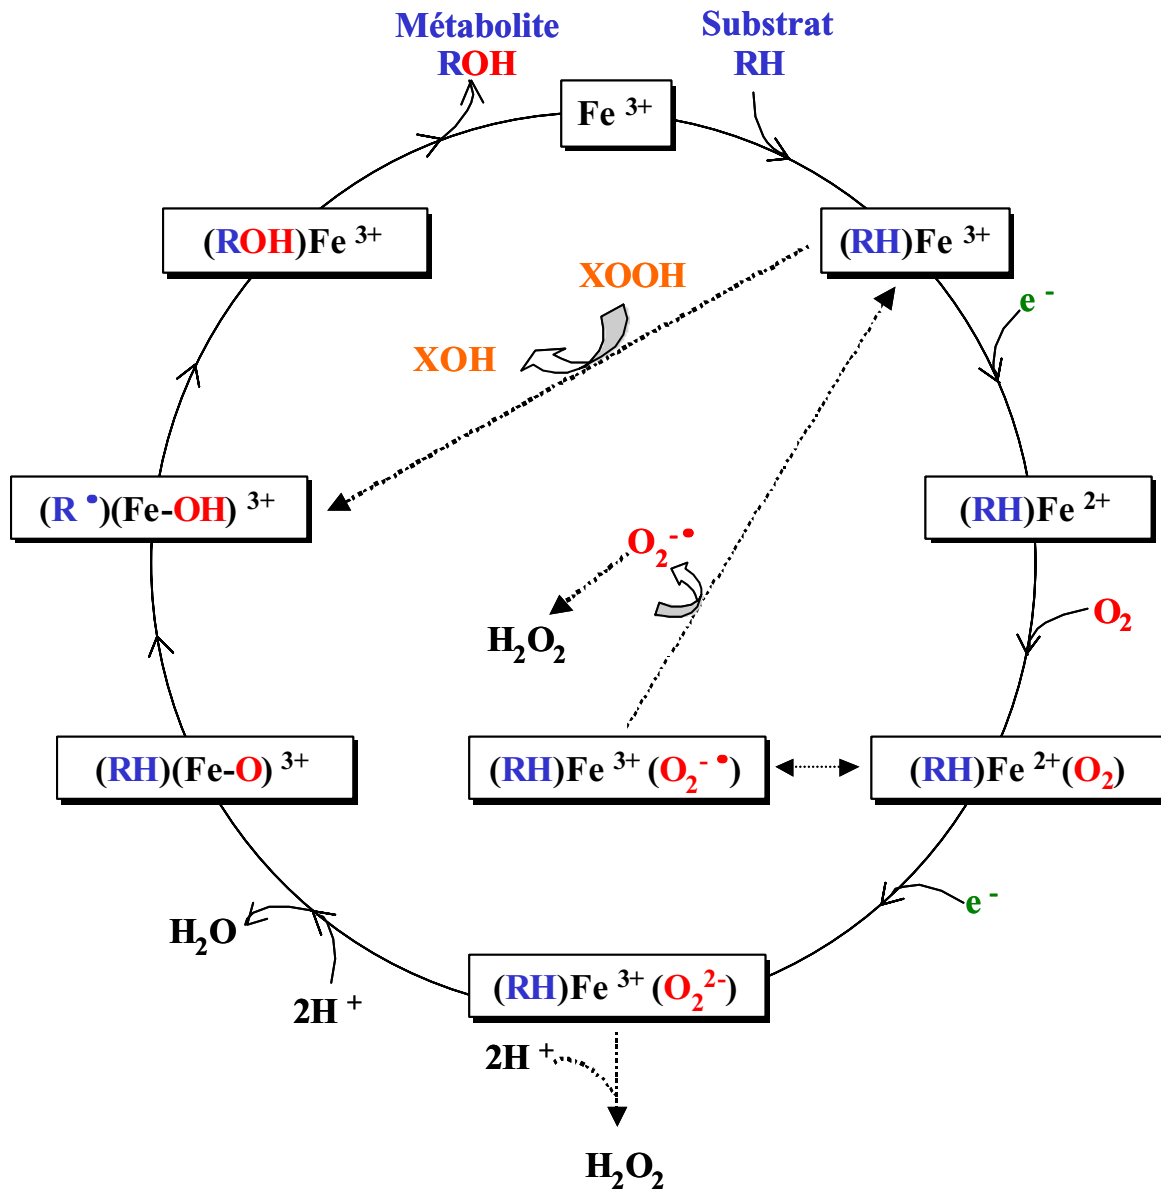 Métabolite
ROH
Substrat
RH
Fe ³⁺
(ROH)Fe ³⁺
(RH)Fe ³⁺
XOOH
XOH
e ⁻
(R •)(Fe-OH) ³⁺
(RH)Fe ²⁺
O₂⁻•
H₂O₂
O₂
(RH)(Fe-O) ³⁺
(RH)Fe ³⁺ (O₂⁻•)
(RH)Fe ²⁺(O₂)
e ⁻
H₂O
2H ⁺
(RH)Fe ³⁺ (O₂²⁻)
2H ⁺
H₂O₂